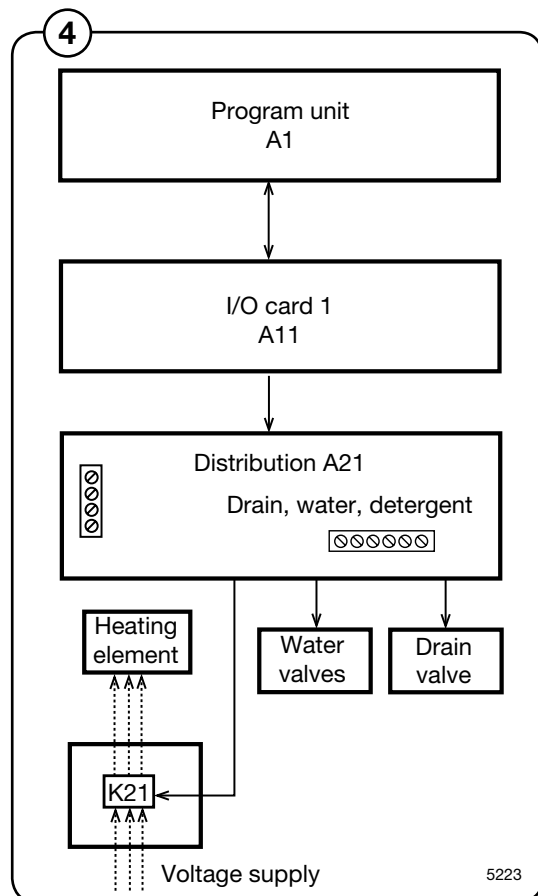 4
Program unit
A1
I/O card 1
A11
Distribution A21
Drain, water, detergent
Heating
element
Water
valves
Drain
valve
K21
Voltage supply
5223